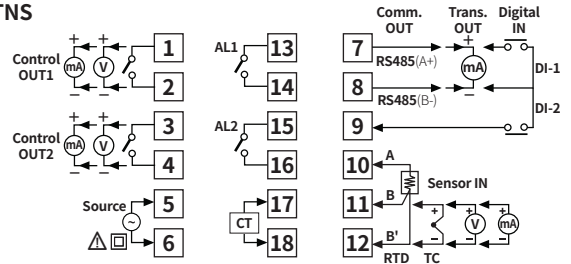 TNS
Comm. OUT
Trans. OUT
Digital IN
Control OUT1
+ +
mA V
− −
1
2
AL1
13
14
7
RS485(A+)
8
RS485(B-)
9
+
mA
−
DI-1
DI-2
Control OUT2
+ +
mA V
− −
3
4
AL2
15
16
10
A
11
B
12
B'
Sensor IN
+ + +
V mA
− − −
RTD TC
Source
~
5
6
CT
17
18